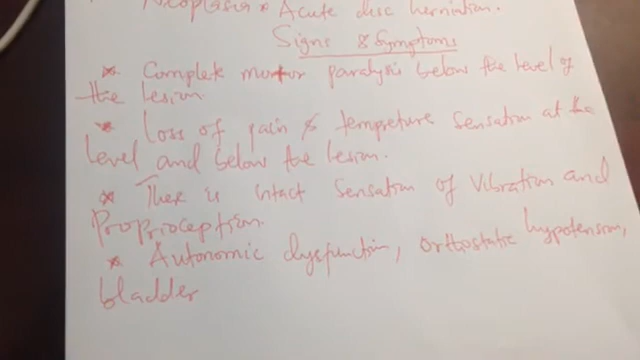 Neoplasia * Acute disc herniation.
Signs & Symptoms
* Complete motor paralysis below the level of
the lesion.
* Loss of pain & tempreture Sensation at the
level and below the lesion.
* Ther is intact Sensation of Vibration and
Proprioception.
* Autonomic dysfunction, orthostatic hypotension,
bladder